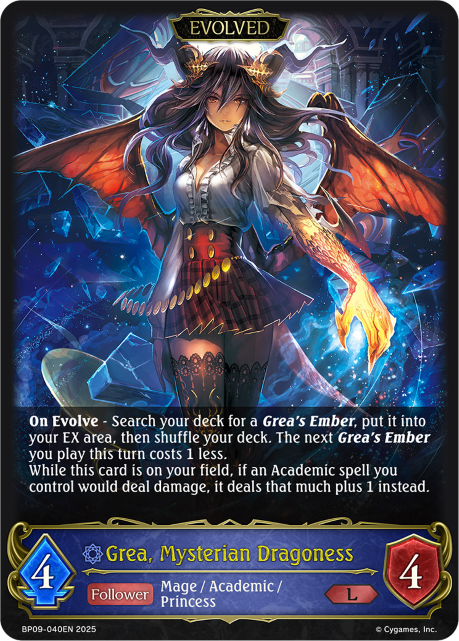 EVOLVED
On Evolve - Search your deck for a Grea's Ember, put it into
your EX area, then shuffle your deck. The next Grea's Ember
you play this turn costs 1 less.
While this card is on your field, if an Academic spell you
control would deal damage, it deals that much plus 1 instead.
Grea, Mysterian Dragoness
4
Follower
Mage / Academic /
Princess
L
4
BP09-040EN 2025
© Cygames, Inc.